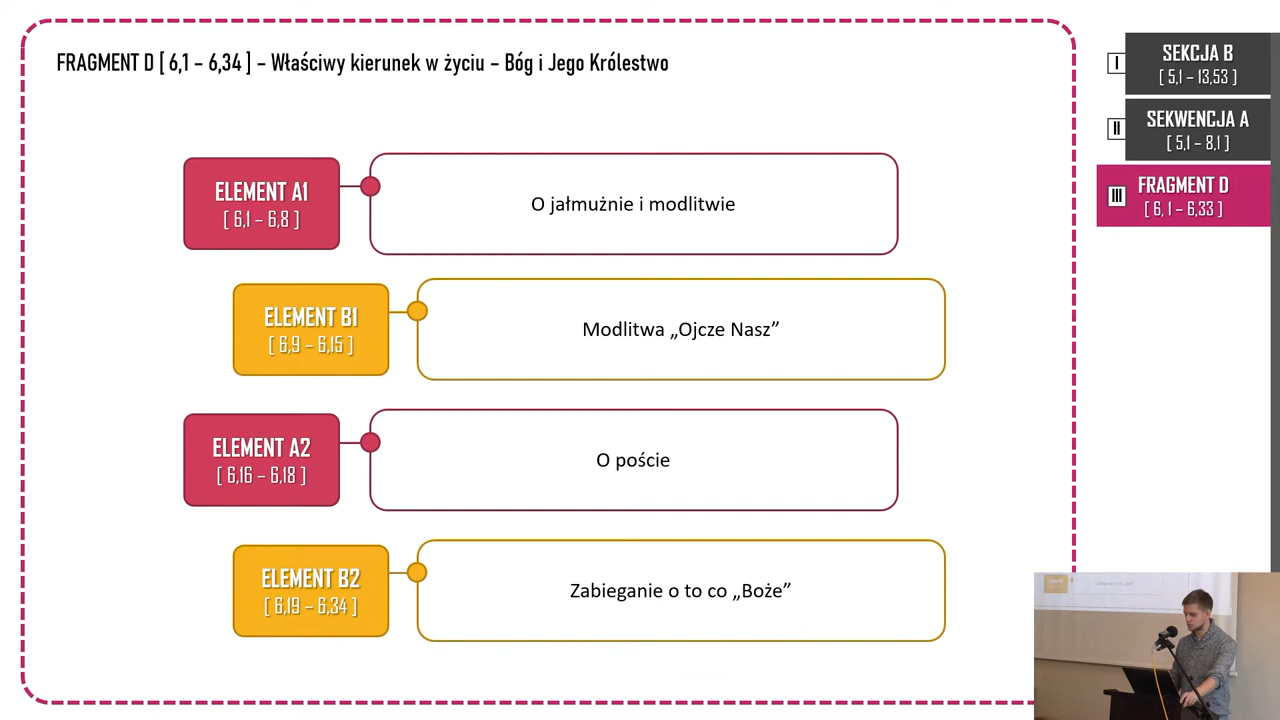 FRAGMENT D [ 6,1 – 6,34 ] – Właściwy kierunek w życiu – Bóg i Jego Królestwo
ELEMENT A1
[ 6,1 – 6,8 ]
O jałmużnie i modlitwie
ELEMENT B1
[ 6,9 – 6,15 ]
Modlitwa „Ojcze Nasz”
ELEMENT A2
[ 6,16 – 6,18 ]
O poście
ELEMENT B2
[ 6,19 – 6,34 ]
Zabieganie o to co „Boże”
I
SEKCJA B
[ 5,1 – 13,53 ]
II
SEKWENCJA A
[ 5,1 – 8,1 ]
III
FRAGMENT D
[ 6, 1 – 6,33 ]